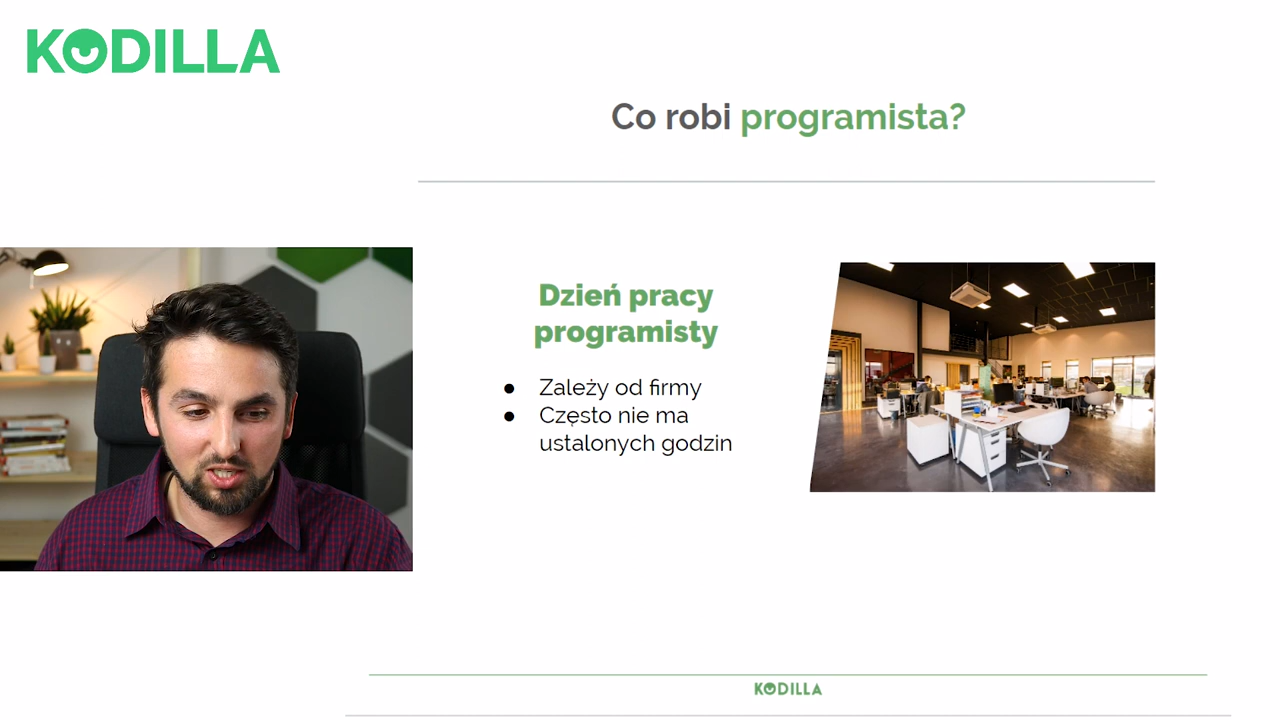 KODILLA
Co robi programista?
Dzień pracy
programisty
● Zależy od firmy
● Często nie ma
ustalonych godzin
KODILLA